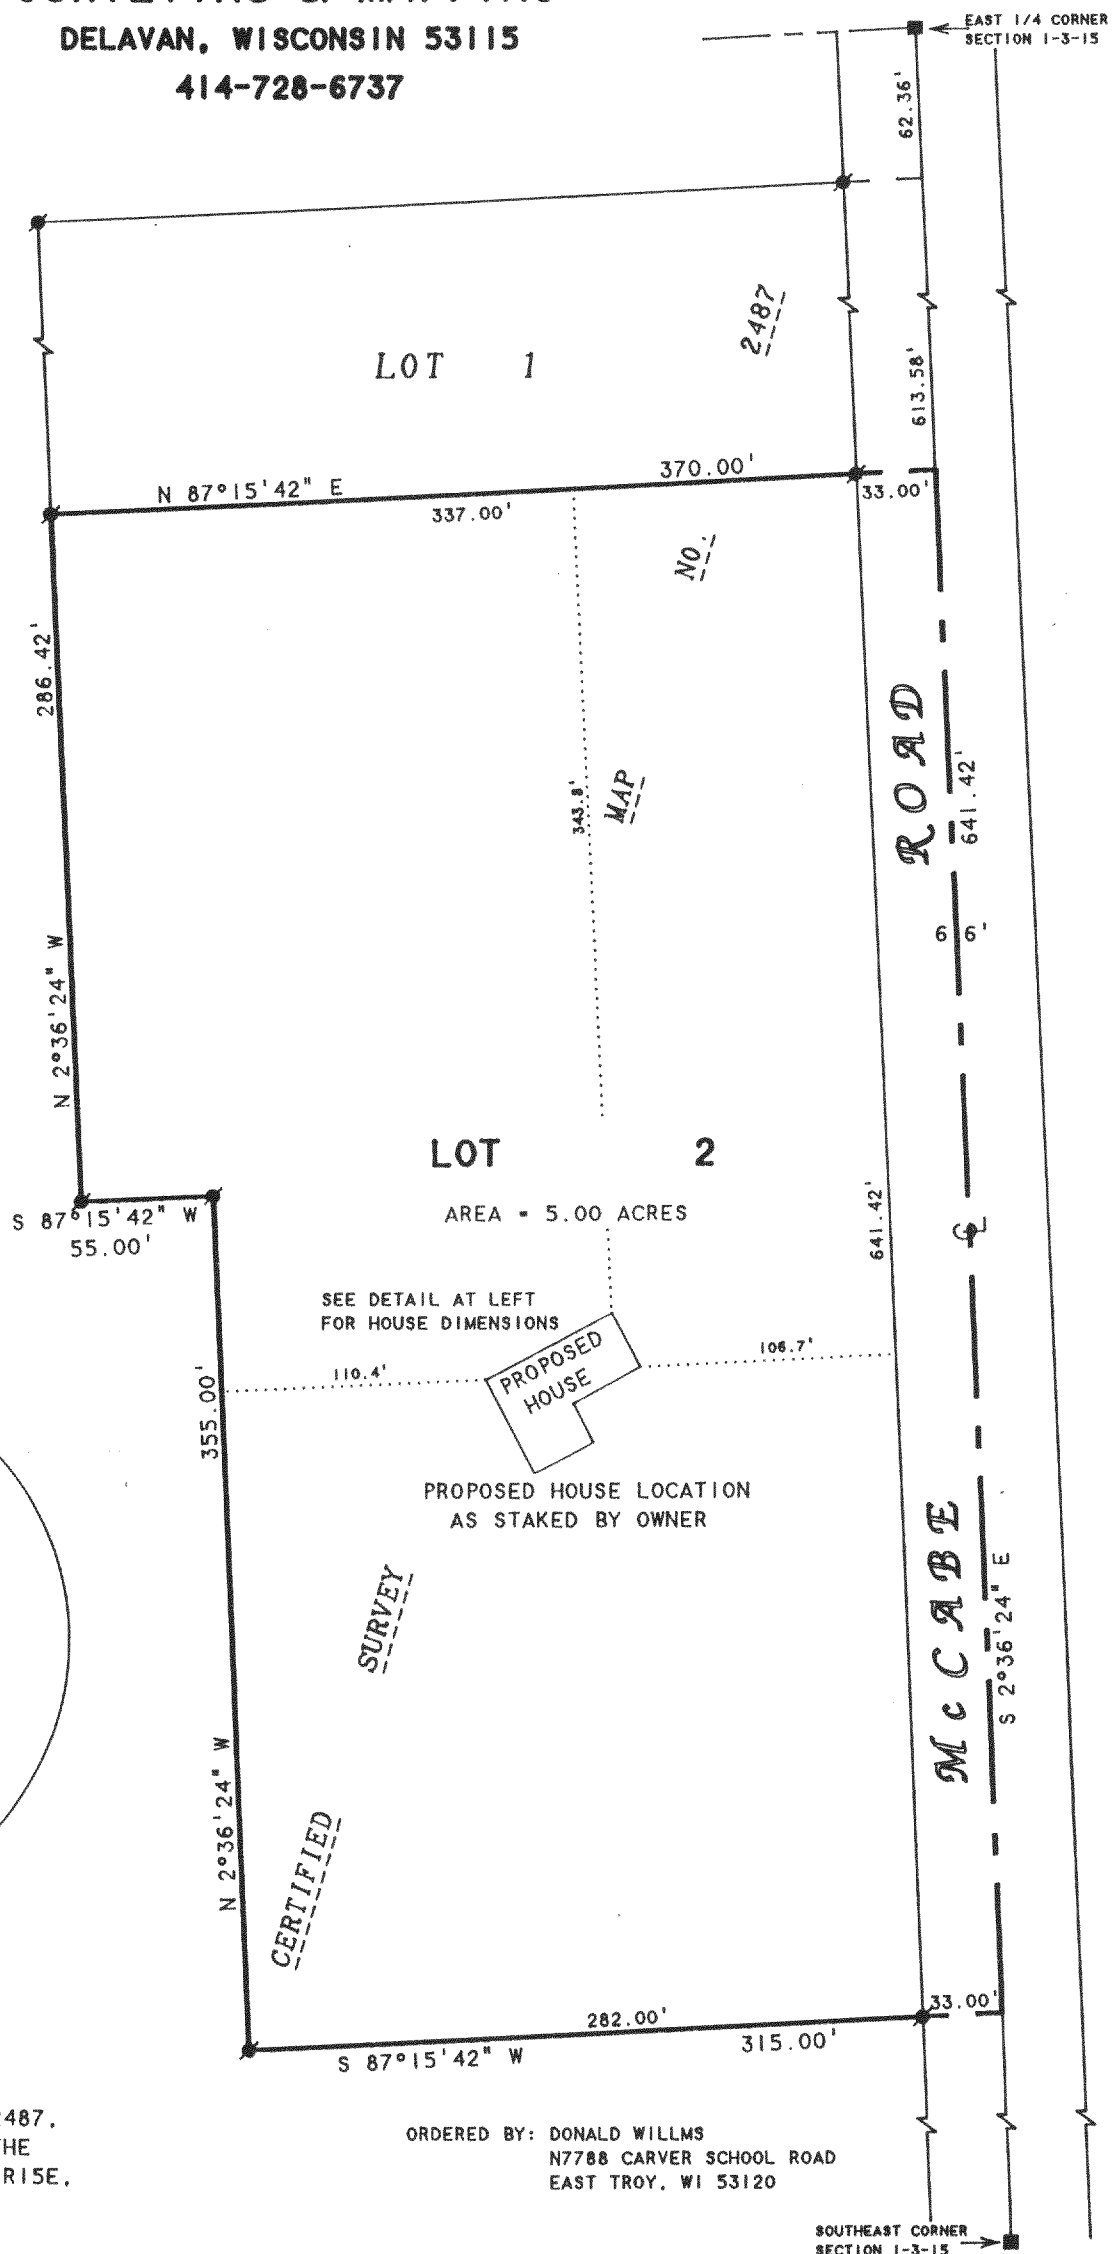 DELAVAN, WISCONSIN 53115
414-728-6737
EAST 1/4 CORNER
SECTION 1-3-15
62.36'
2487
LOT 1
613.58'
370.00'
N 87°15'42" E
33.00'
337.00'
NO.
286.42'
ROAD
641.42'
343.8'
MAP
66'
N 2°36'24" W
LOT 2
S 87°15'42" W
55.00'
AREA = 5.00 ACRES
641.42'
SEE DETAIL AT LEFT
FOR HOUSE DIMENSIONS
110.4'
PROPOSED
HOUSE
106.7'
355.00'
PROPOSED HOUSE LOCATION
AS STAKED BY OWNER
McCABE
S 2°36'24" E
SURVEY
N 2°36'24" W
CERTIFIED
33.00'
282.00'
315.00'
S 87°15'42" W
2487,
THE
R15E,
ORDERED BY: DONALD WILLMS
N7788 CARVER SCHOOL ROAD
EAST TROY, WI 53120
SOUTHEAST CORNER
SECTION 1-3-15